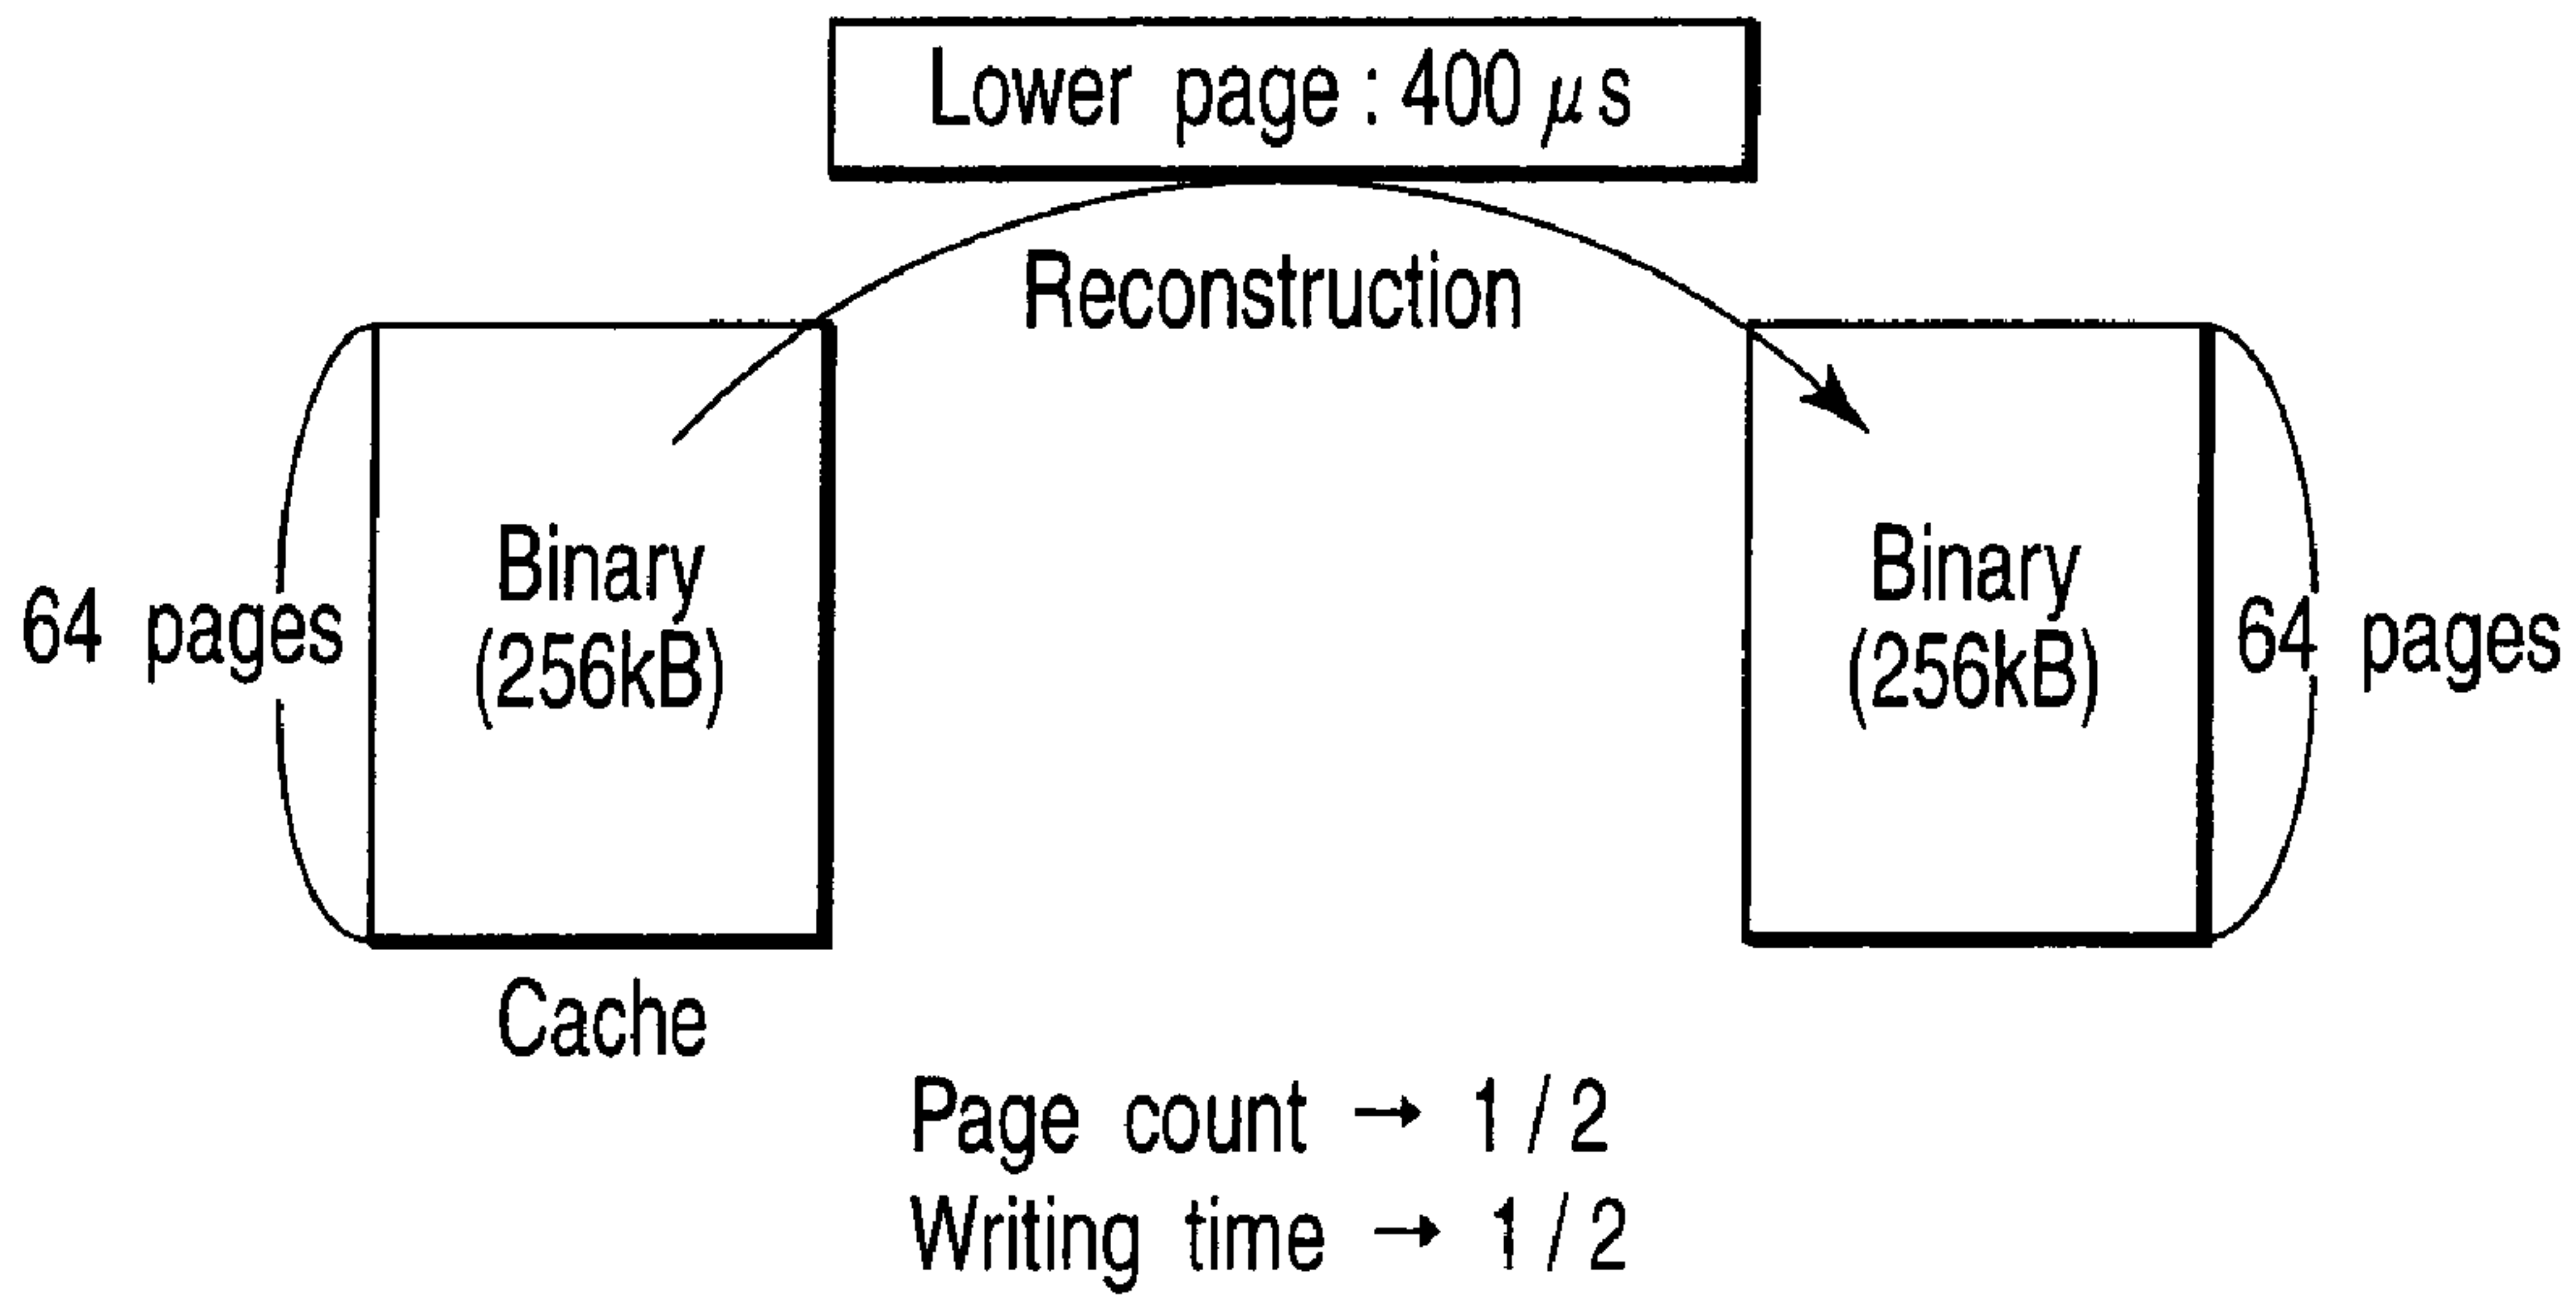 Lower page : 400 μs
Reconstruction
64 pages
Binary
(256kB)
Binary
(256kB)
64 pages
Cache
Page count → 1/2
Writing time → 1/2